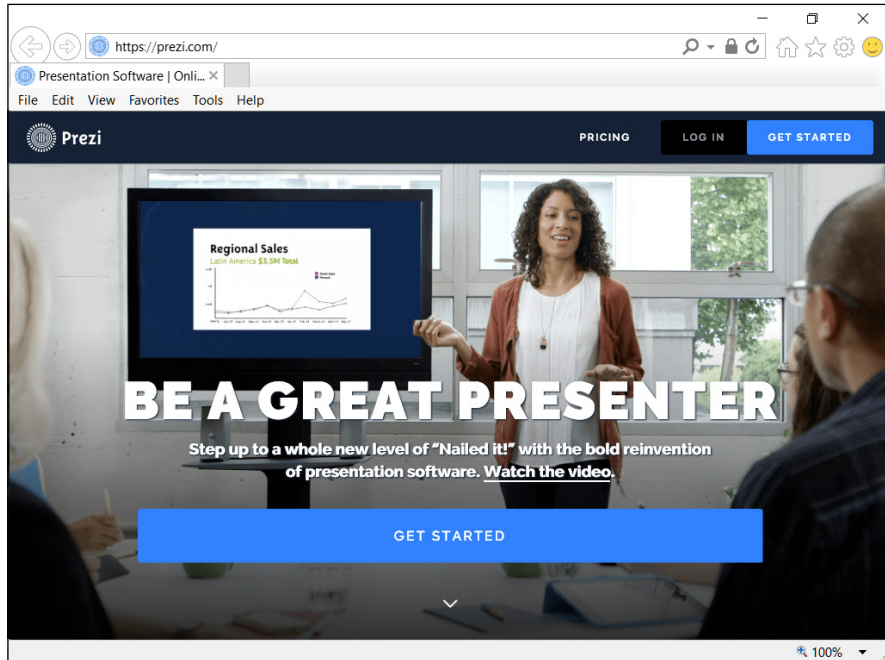 https://prezi.com/
Presentation Software | Onli...
File Edit View Favorites Tools Help
Prezi
PRICING
LOG IN
GET STARTED
Regional Sales
Latin America $3.5M Total
BE A GREAT PRESENTER
Step up to a whole new level of “Nailed it!” with the bold reinvention
of presentation software. Watch the video.
GET STARTED
100%